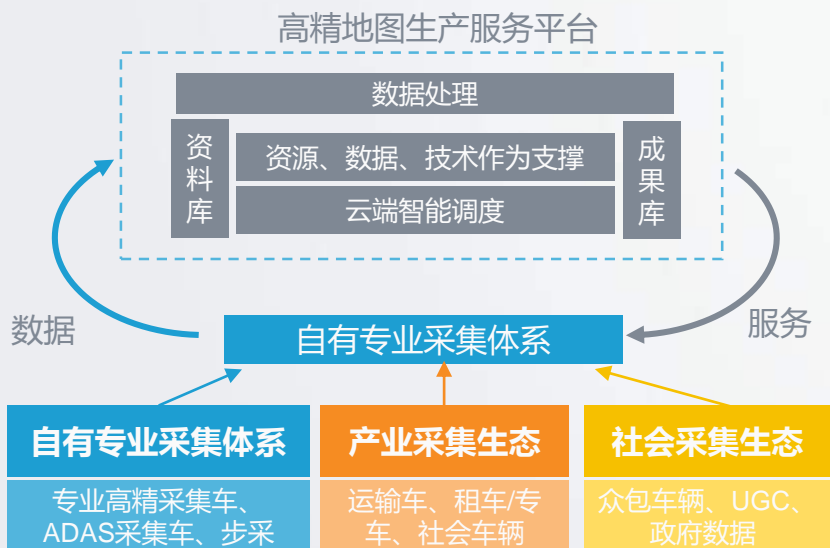 高精地图生产服务平台
数据处理
资料库
资源、数据、技术作为支撑
云端智能调度
成果库
数据
服务
自有专业采集体系
自有专业采集体系
专业高精采集车、
ADAS采集车、步采
产业采集生态
运输车、租车/专
车、社会车辆
社会采集生态
众包车辆、UGC、
政府数据